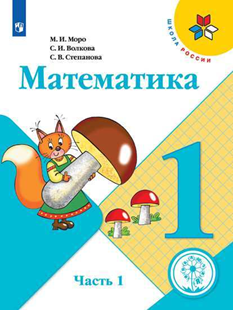 М. И. Моро
С. И. Волкова
С. В. Степанова
ШКОЛА РОССИИ
Математика
1
Часть 1